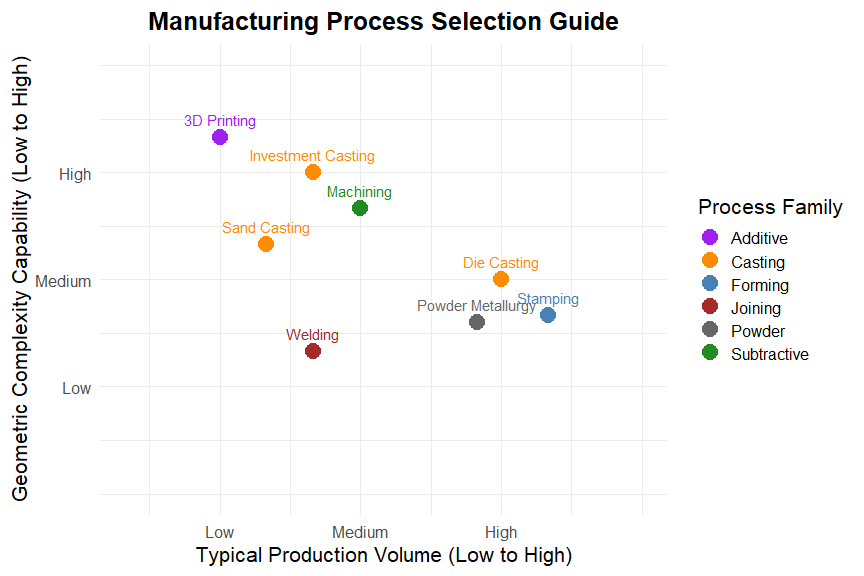 Manufacturing Process Selection Guide
Geometric Complexity Capability (Low to High)
High
Medium
Low
3D Printing
Investment Casting
Machining
Sand Casting
Die Casting
Stamping
Powder Metallurgy
Welding
Low
Medium
High
Typical Production Volume (Low to High)
Process Family
Additive
Casting
Forming
Joining
Powder
Subtractive